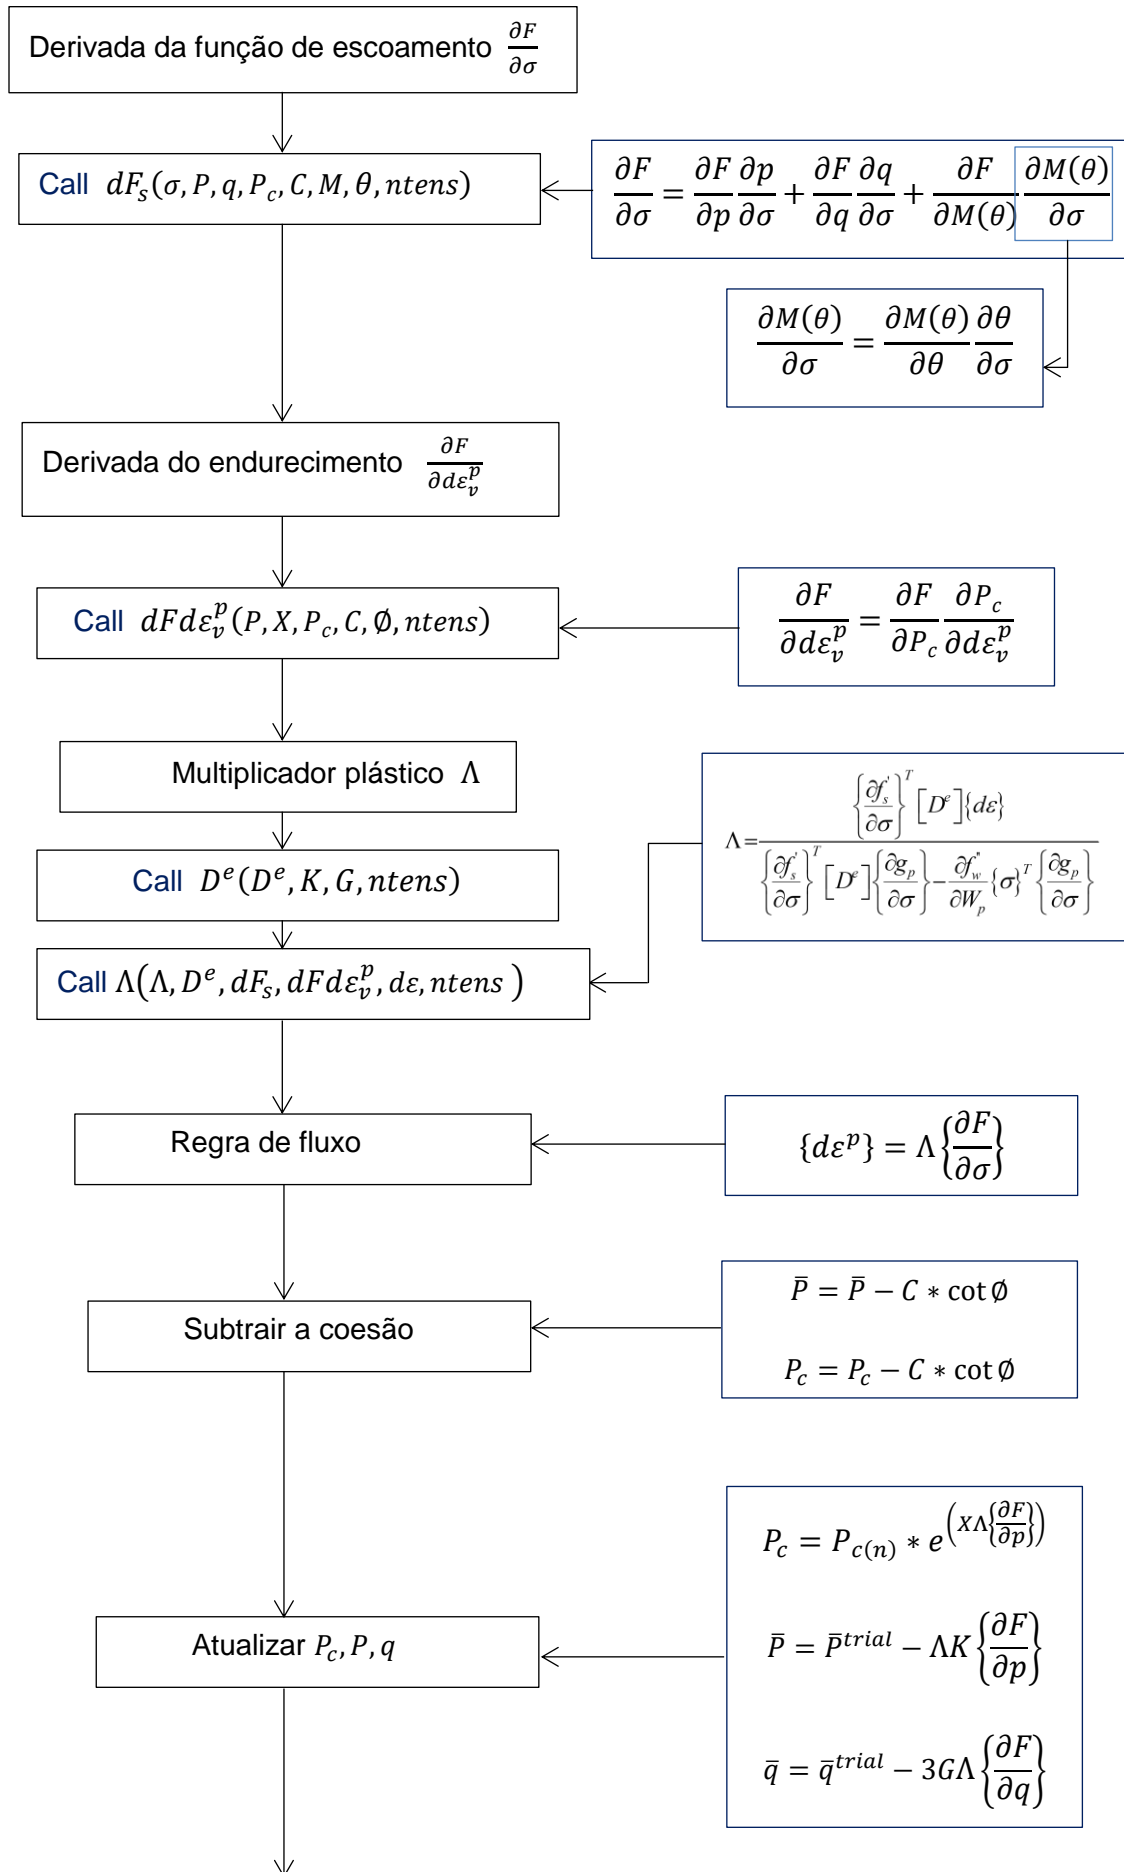 Derivada da função de escoamento ∂F/∂σ
Call dF_s(σ, P, q, P_c, C, M, θ, ntens)
∂F/∂σ = ∂F/∂p ∂p/∂σ + ∂F/∂q ∂q/∂σ + ∂F/∂M(θ) ∂M(θ)/∂σ
∂M(θ)/∂σ = ∂M(θ)/∂θ ∂θ/∂σ
Derivada do endurecimento ∂F/∂dε_v^p
Call dFdε_v^p(P, X, P_c, C, Ø, ntens)
∂F/∂dε_v^p = ∂F/∂P_c ∂P_c/∂dε_v^p
Multiplicador plástico Λ
Λ = {∂f_s^'/∂σ}^T [D^e]{dε} / {∂f_s^'/∂σ}^T [D^e]{∂g_p/∂σ} − ∂f_w^"/∂W_p {σ}^T {∂g_p/∂σ}
Call D^e(D^e, K, G, ntens)
Call Λ(Λ, D^e, dF_s, dFdε_v^p, dε, ntens )
Regra de fluxo
{dε^p} = Λ{∂F/∂σ}
Subtrair a coesão
P̄ = P̄ − C ∗ cot Ø
P_c = P_c − C ∗ cot Ø
Atualizar P_c, P, q
P_c = P_c(n) ∗ e^(XΛ{∂F/∂p})
P̄ = P̄^trial − ΛK{∂F/∂p}
q̄ = q̄^trial − 3GΛ{∂F/∂q}